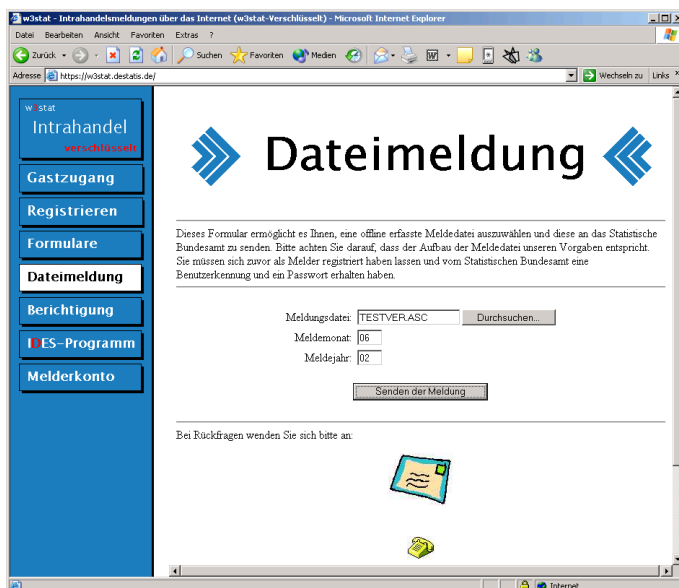 w3stat - Intrahandelsmeldungen über das Internet (w3stat-Verschlüsselt) - Microsoft Internet Explorer
Datei Bearbeiten Ansicht Favoriten Extras ?
Zurück Suchen Favoriten Medien
Adresse https://w3stat.destatis.de/ Wechseln zu Links
w3stat
Intrahandel
verschlüsselt
Gastzugang
Registrieren
Formulare
Dateimeldung
Berichtigung
IDES-Programm
Melderkonto
Dateimeldung
Dieses Formular ermöglicht es Ihnen, eine offline erfasste Meldedatei auszuwählen und diese an das Statistische
Bundesamt zu senden. Bitte achten Sie darauf, dass der Aufbau der Meldedatei unseren Vorgaben entspricht.
Sie müssen sich zuvor als Melder registriert haben lassen und vom Statistischen Bundesamt eine
Benutzerkennung und ein Passwort erhalten haben.
Meldungsdatei: TESTVER.ASC Durchsuchen...
Meldemonat: 06
Meldejahr: 02
Senden der Meldung
Bei Rückfragen wenden Sie sich bitte an:
Internet